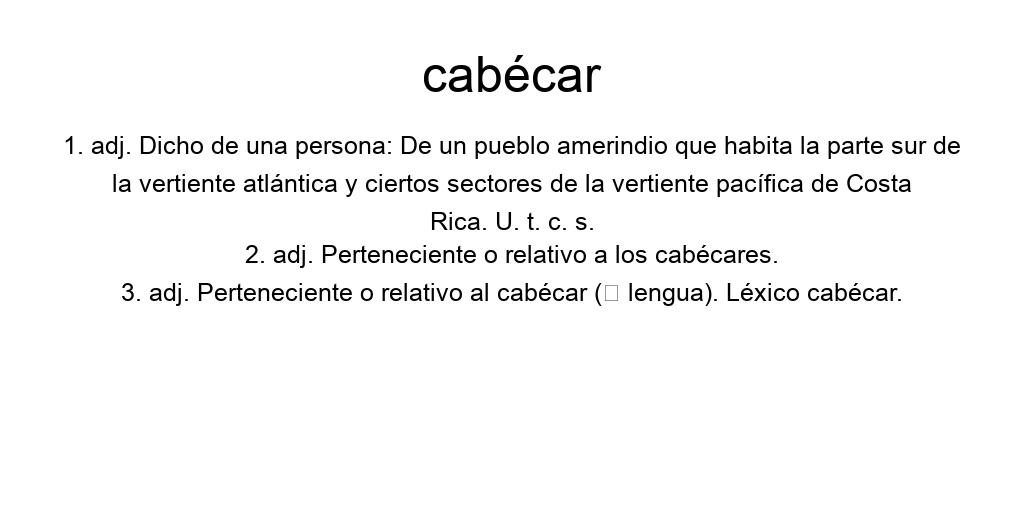 cabécar
1. adj. Dicho de una persona: De un pueblo amerindio que habita la parte sur de
la vertiente atlántica y ciertos sectores de la vertiente pacífica de Costa
Rica. U. t. c. s.
2. adj. Perteneciente o relativo a los cabécares.
3. adj. Perteneciente o relativo al cabécar (▯ lengua). Léxico cabécar.